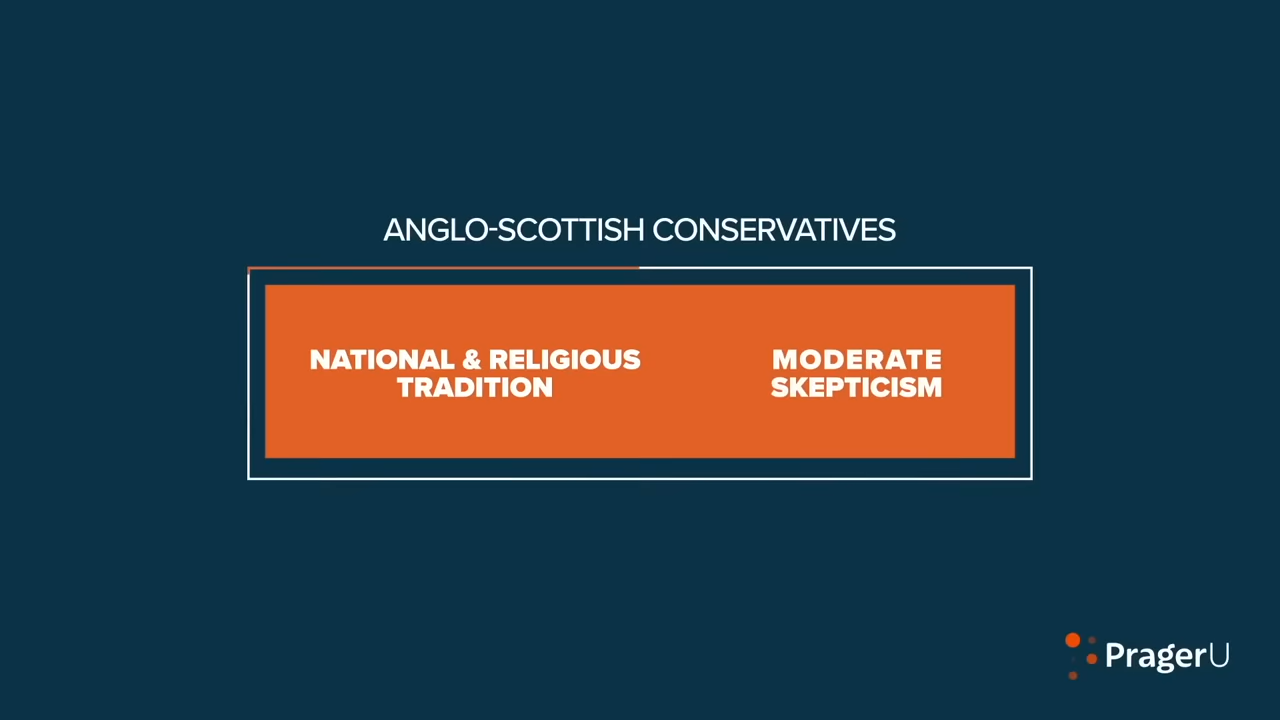 ANGLO-SCOTTISH CONSERVATIVES
NATIONAL & RELIGIOUS
TRADITION
MODERATE
SKEPTICISM
PragerU